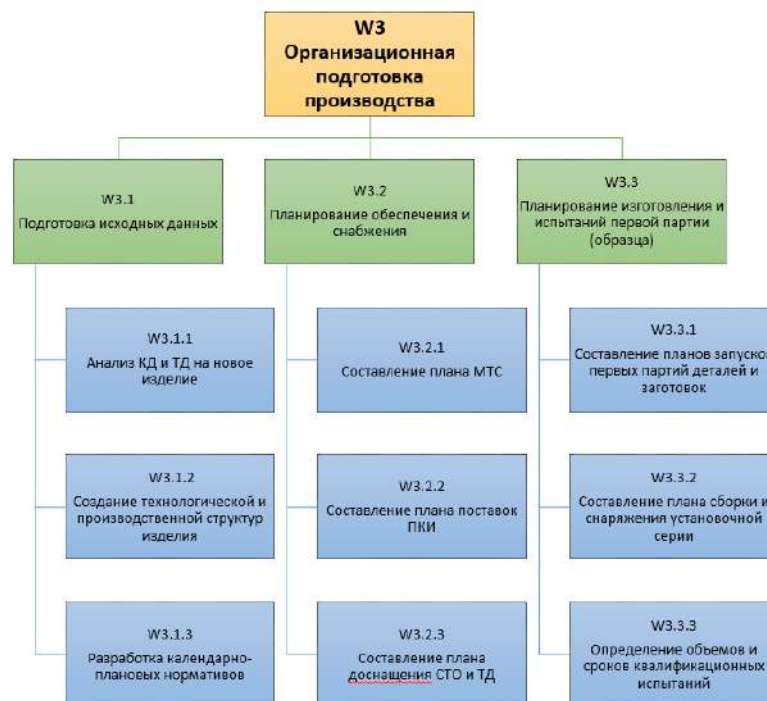 W3
Организационная
подготовка
производства
W3.1
Подготовка исходных данных
W3.2
Планирование обеспечения и
снабжения
W3.3
Планирование изготовления и
испытаний первой партии
(образца)
W3.1.1
Анализ КД и ТД на новое
изделие
W3.2.1
Составление плана МТС
W3.3.1
Составление планов запусков
первых партий деталей и
заготовок
W3.1.2
Создание технологической и
производственной структур
изделия
W3.2.2
Составление плана поставок
ПКИ
W3.3.2
Составление плана сборки и
снаряжения установочной
серии
W3.1.3
Разработка календарно-
плановых нормативов
W3.2.3
Составление плана
доснащения СТО и ТД
W3.3.3
Определение объемов и
сроков квалификационных
испытаний